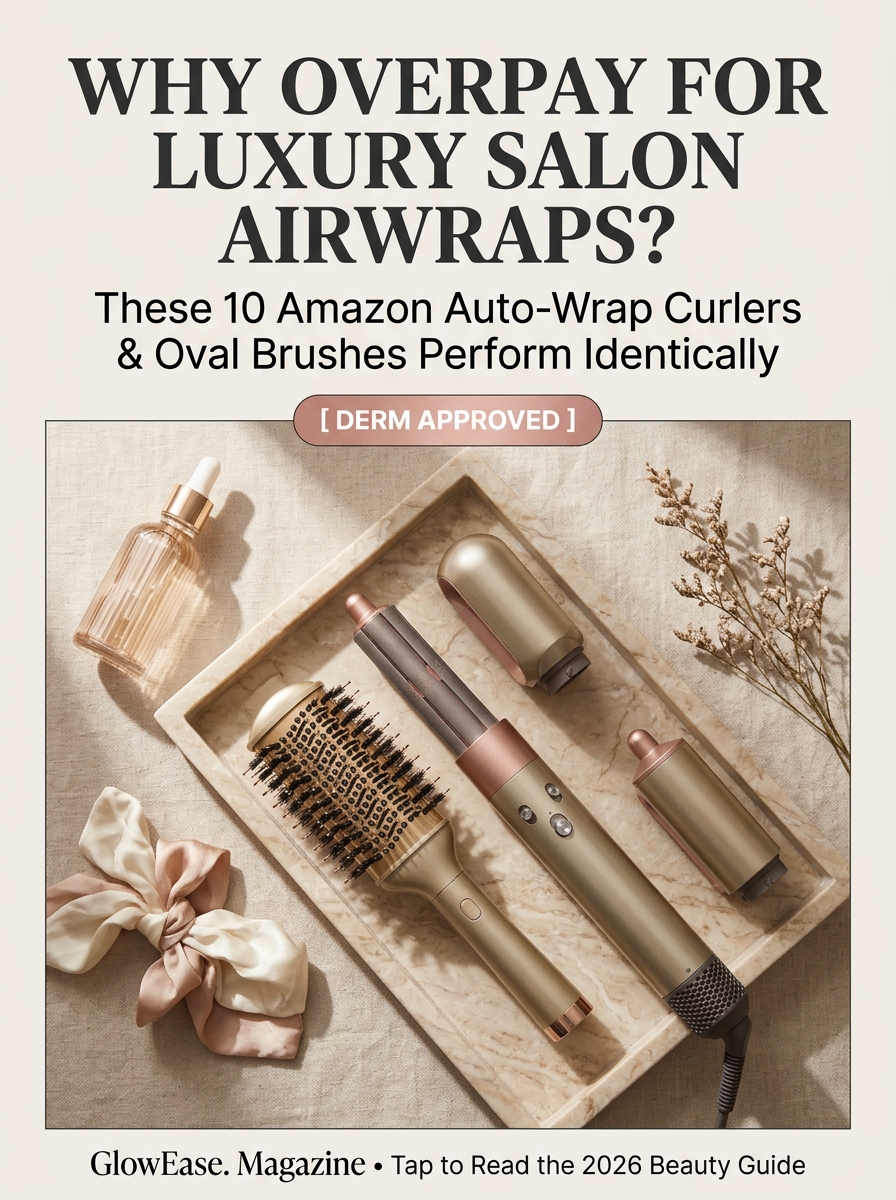 WHY OVERPAY FOR
LUXURY SALON
AIRWRAPS?
These 10 Amazon Auto-Wrap Curlers
& Oval Brushes Perform Identically
[ DERM APPROVED ]
GlowEase. Magazine • Tap to Read the 2026 Beauty Guide